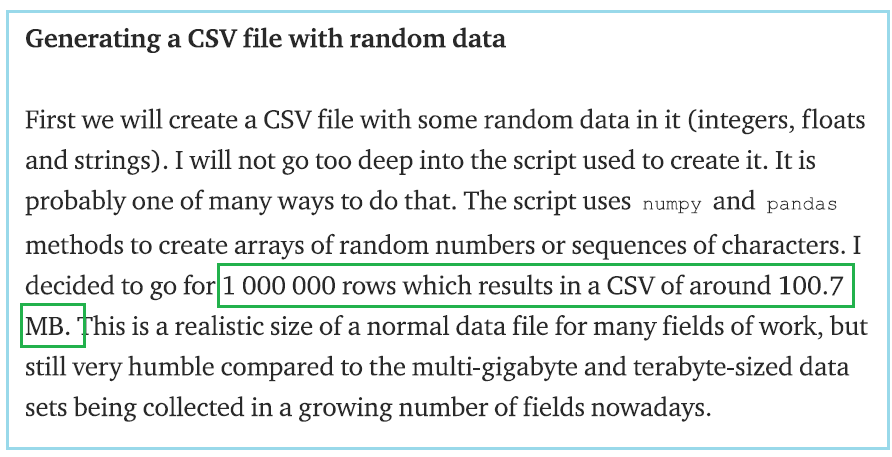 Generating a CSV file with random data
First we will create a CSV file with some random data in it (integers, floats
and strings). I will not go too deep into the script used to create it. It is
probably one of many ways to do that. The script uses numpy and pandas
methods to create arrays of random numbers or sequences of characters. I
decided to go for 1 000 000 rows which results in a CSV of around 100.7
MB. This is a realistic size of a normal data file for many fields of work, but
still very humble compared to the multi-gigabyte and terabyte-sized data
sets being collected in a growing number of fields nowadays.